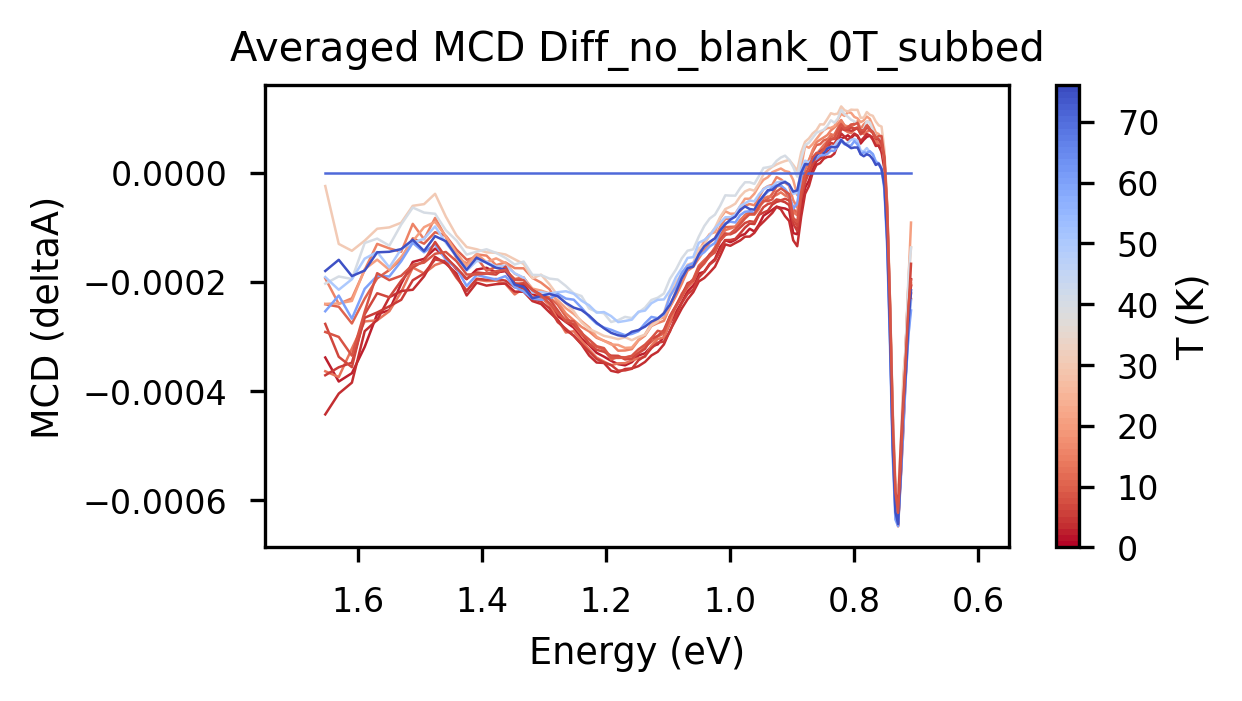 Averaged MCD Diff_no_blank_0T_subbed
MCD (deltaA)
0.0000
−0.0002
−0.0004
−0.0006
1.6 1.4 1.2 1.0 0.8 0.6
Energy (eV)
70
60
50
40
30
20
10
0
T (K)